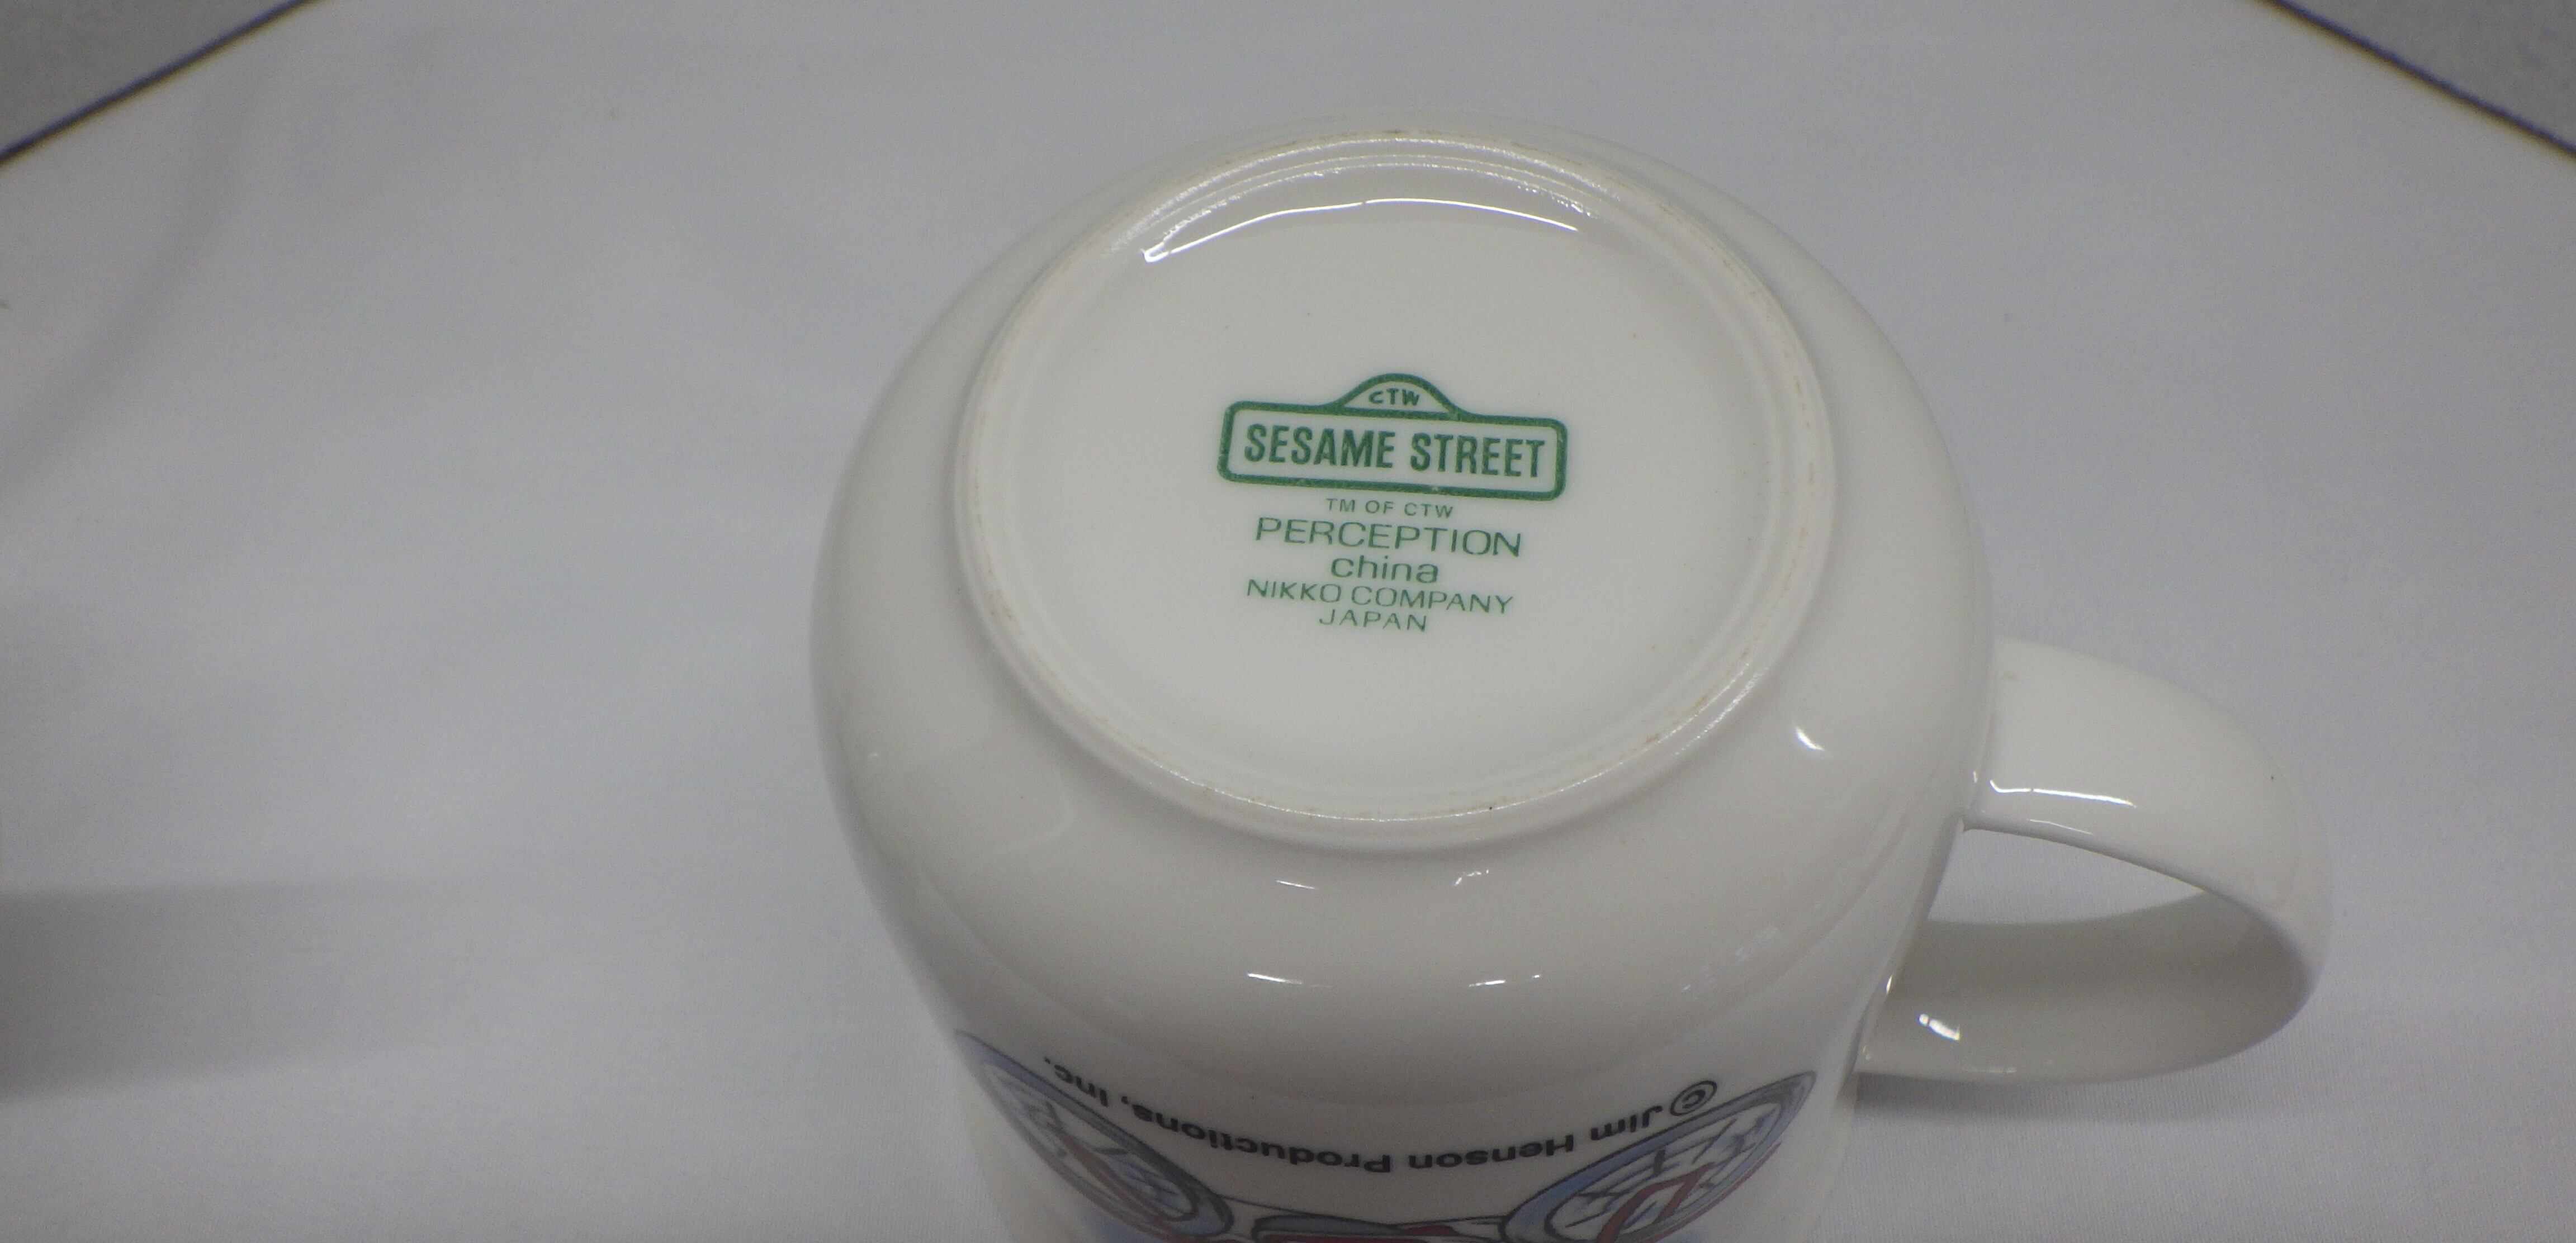 CTW
SESAME STREET
TM OF CTW
PERCEPTION
china
NIKKO COMPANY
JAPAN
© Jim Henson Productions, Inc.